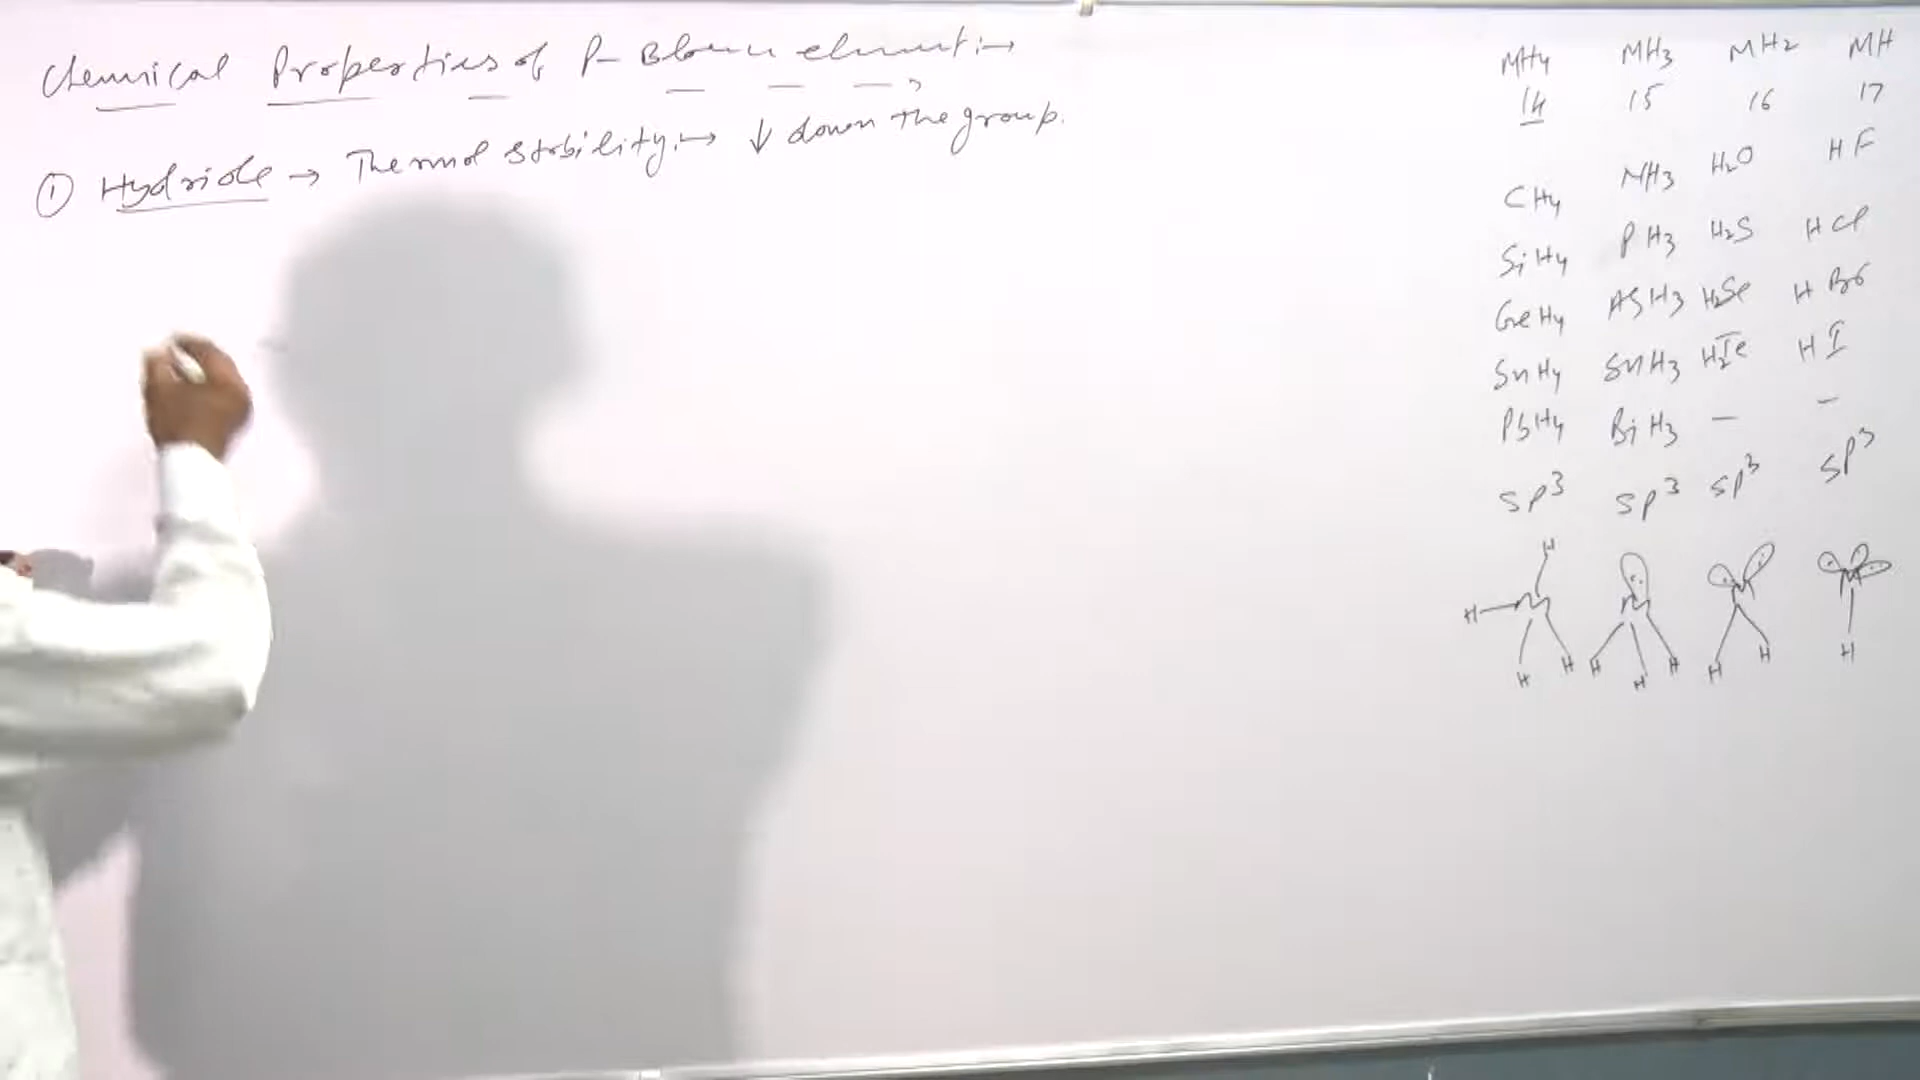 Chemical Properties of P-Block element :→
① Hydride → Thermal stability :→ ↓ down the group.
MH4 MH3 MH2 MH
14 15 16 17
CH4 NH3 H2O HF
SiH4 PH3 H2S HCl
GeH4 AsH3 H2Se HBr
SnH4 SnH3 H2Te HI
PbH4 BiH3 — —
sp3 sp3 sp3 sp3
H
H M M M M
H H H H H H H H